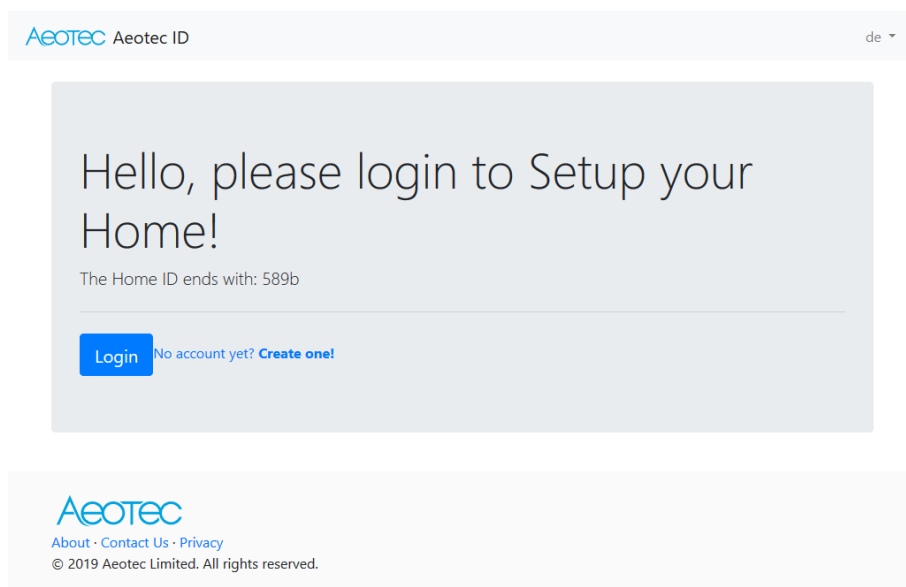 Aeotec Aeotec ID de
Hello, please login to Setup your
Home!
The Home ID ends with: 589b
Login No account yet? Create one!
Aeotec
About · Contact Us · Privacy
© 2019 Aeotec Limited. All rights reserved.